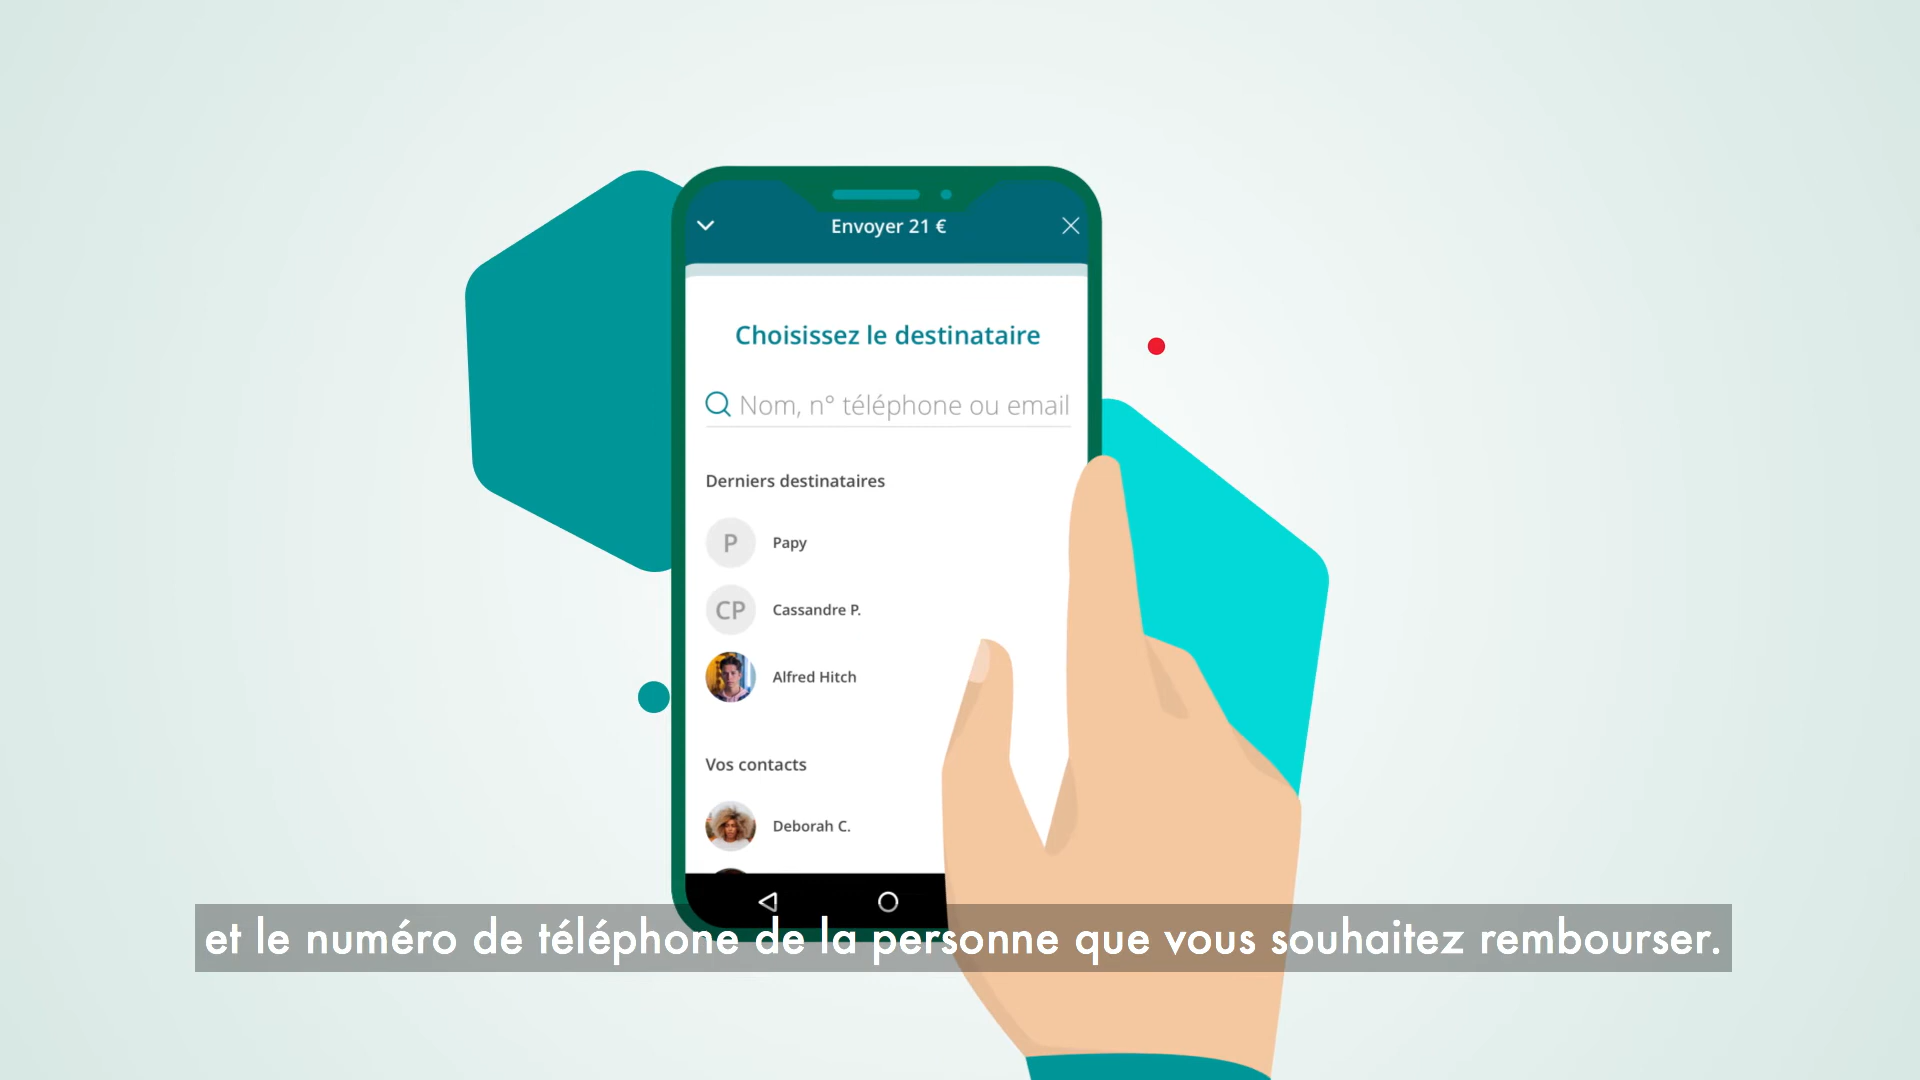 Envoyer 21 €
Choisissez le destinataire
Nom, n° téléphone ou email
Derniers destinataires
P Papy
CP Cassandre P.
Alfred Hitch
Vos contacts
Deborah C.
et le numéro de téléphone de la personne que vous souhaitez rembourser.